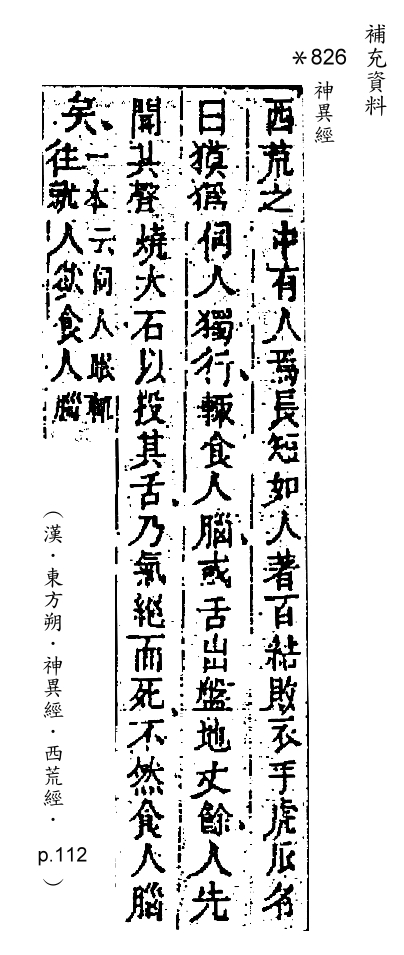 補充資料
＊826
神異經
西荒之中有人焉長短如人著百結敗衣手虎爪名
曰獏㺔伺人獨行、輒食人腦、或舌出盤地丈餘、人先
聞其聲燒大石以投其舌、乃氣絕而死、不然食人腦
矣、
一本云伺人眠輒
往就人欲食人腦
（漢・東方朔・神異經・西荒經・p.112）